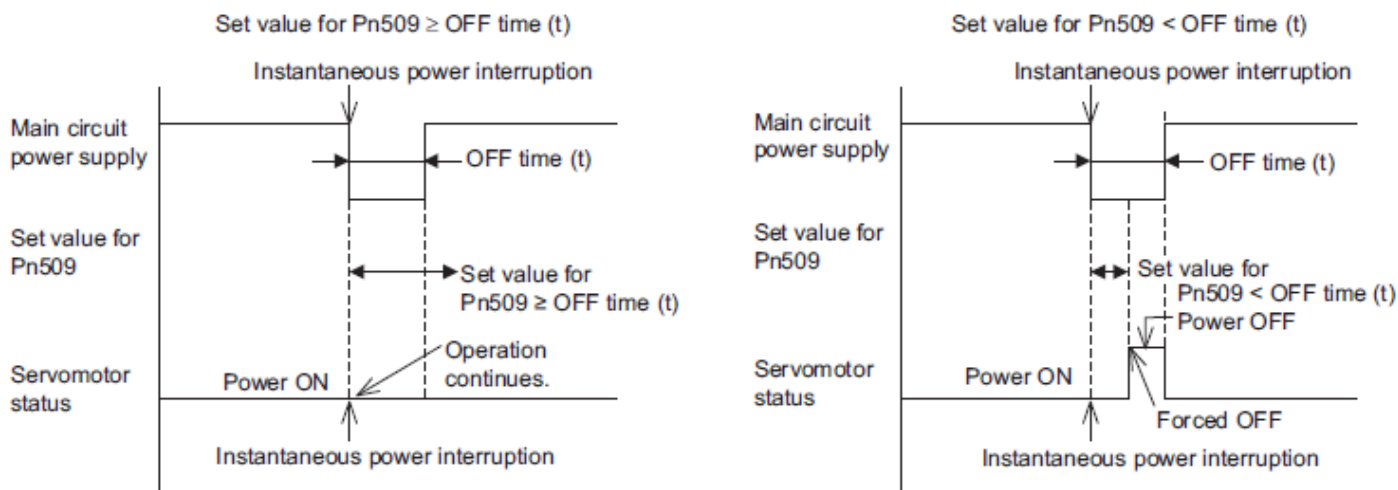 Set value for Pn509 ≥ OFF time (t)
Instantaneous power interruption
Main circuit
power supply
OFF time (t)
Set value for
Pn509
Set value for
Pn509 ≥ OFF time (t)
Operation
continues.
Servomotor
status
Power ON
Instantaneous power interruption
Set value for Pn509 < OFF time (t)
Instantaneous power interruption
Main circuit
power supply
OFF time (t)
Set value for
Pn509
Set value for
Pn509 < OFF time (t)
Power OFF
Servomotor
status
Power ON
Forced OFF
Instantaneous power interruption